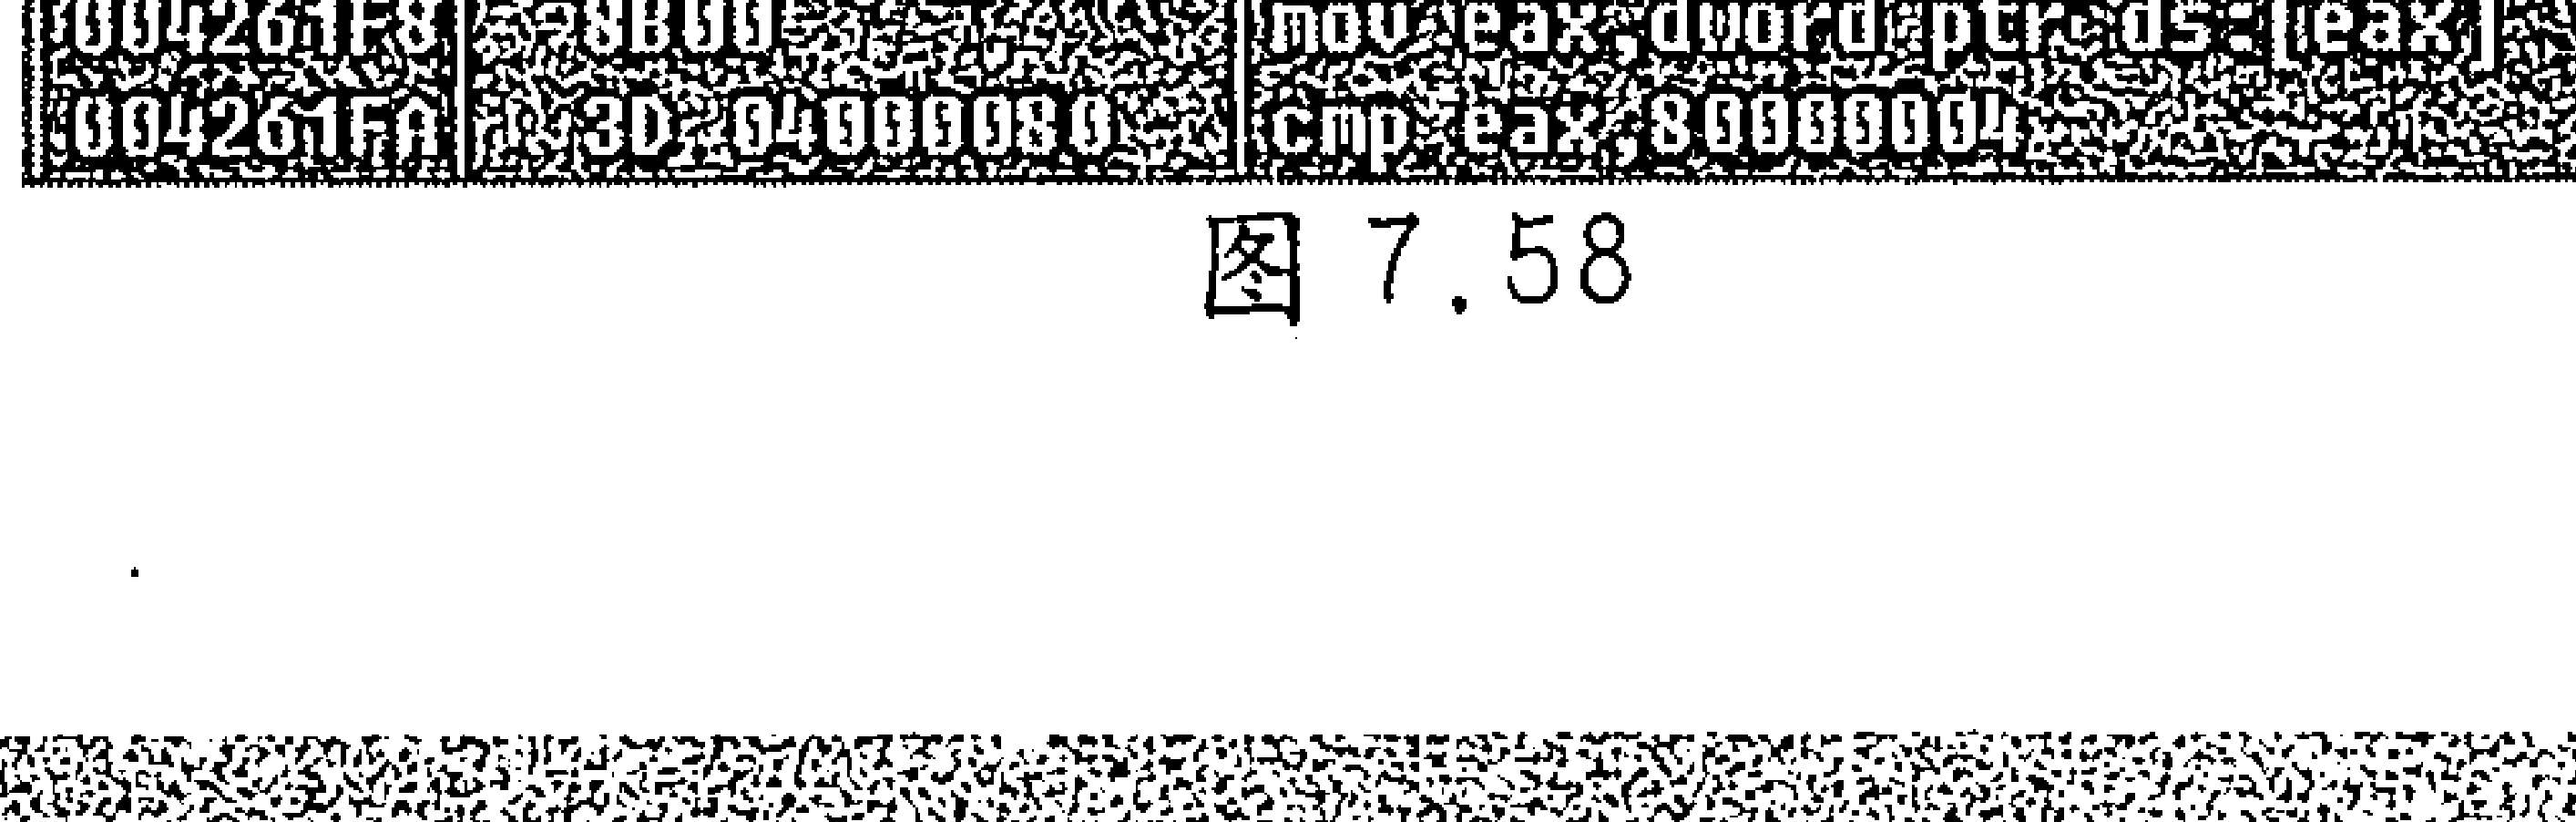 004261F8 8B00 mov eax,dword ptr ds:[eax]
004261FA 3D 04000080 cmp eax,80000004
图 7.58